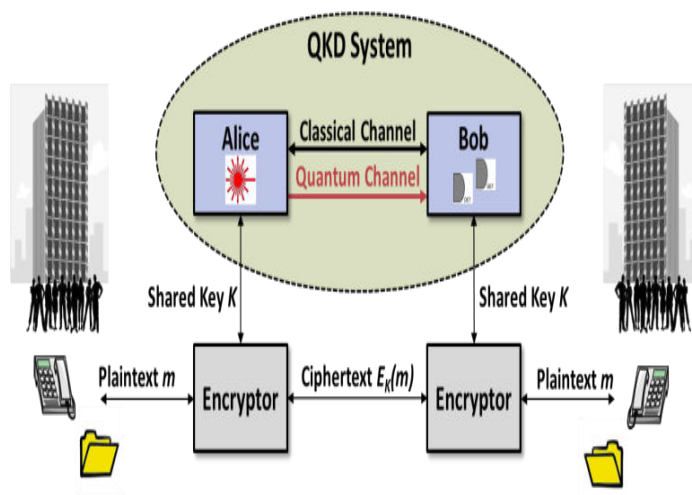 QKD System
Alice
Classical Channel
Bob
Quantum Channel
Shared Key K
Shared Key K
Plaintext m
Encryptor
Ciphertext E_K(m)
Encryptor
Plaintext m